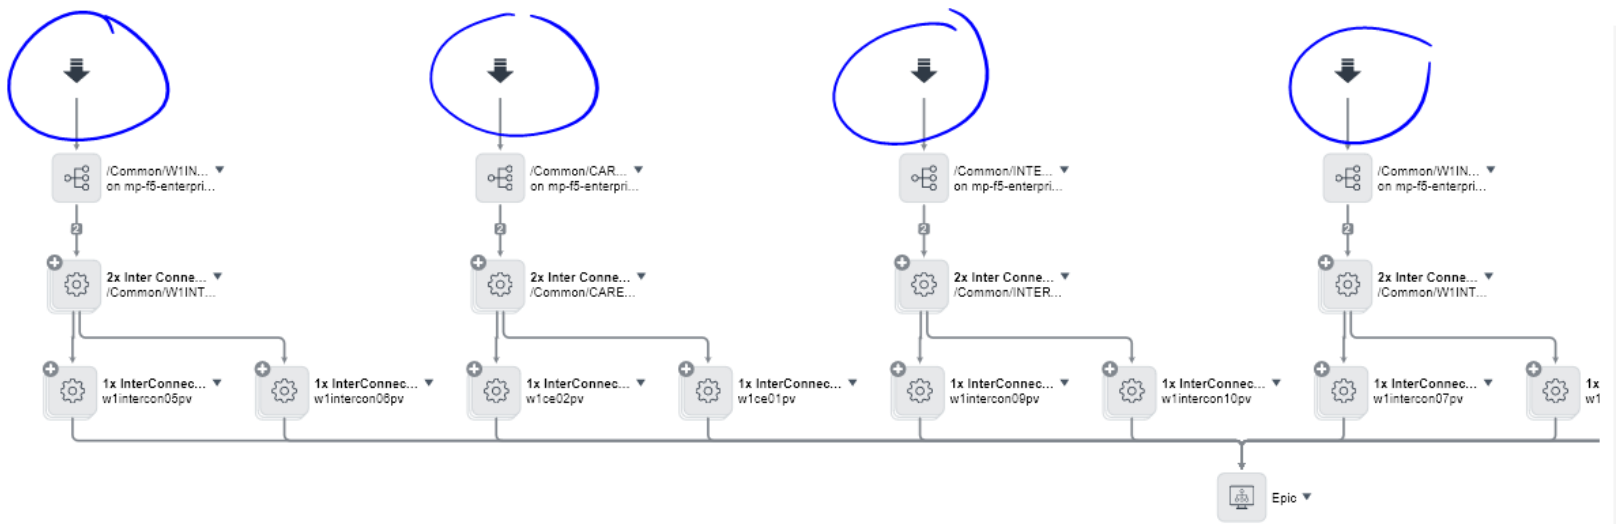 /Common/W1IN...
on mp-f5-enterpri...
/Common/CAR...
on mp-f5-enterpri...
/Common/INTE...
on mp-f5-enterpri...
/Common/W1IN...
on mp-f5-enterpri...
2
2
2
2
2x Inter Conne...
/Common/W1INT...
2x Inter Conne...
/Common/CARE...
2x Inter Conne...
/Common/INTER...
2x Inter Conne...
/Common/W1INT...
1x InterConnec...
w1intercon05pv
1x InterConnec...
w1intercon06pv
1x InterConnec...
w1ce02pv
1x InterConnec...
w1ce01pv
1x InterConnec...
w1intercon09pv
1x InterConnec...
w1intercon10pv
1x InterConnec...
w1intercon07pv
1x
w1
Epic